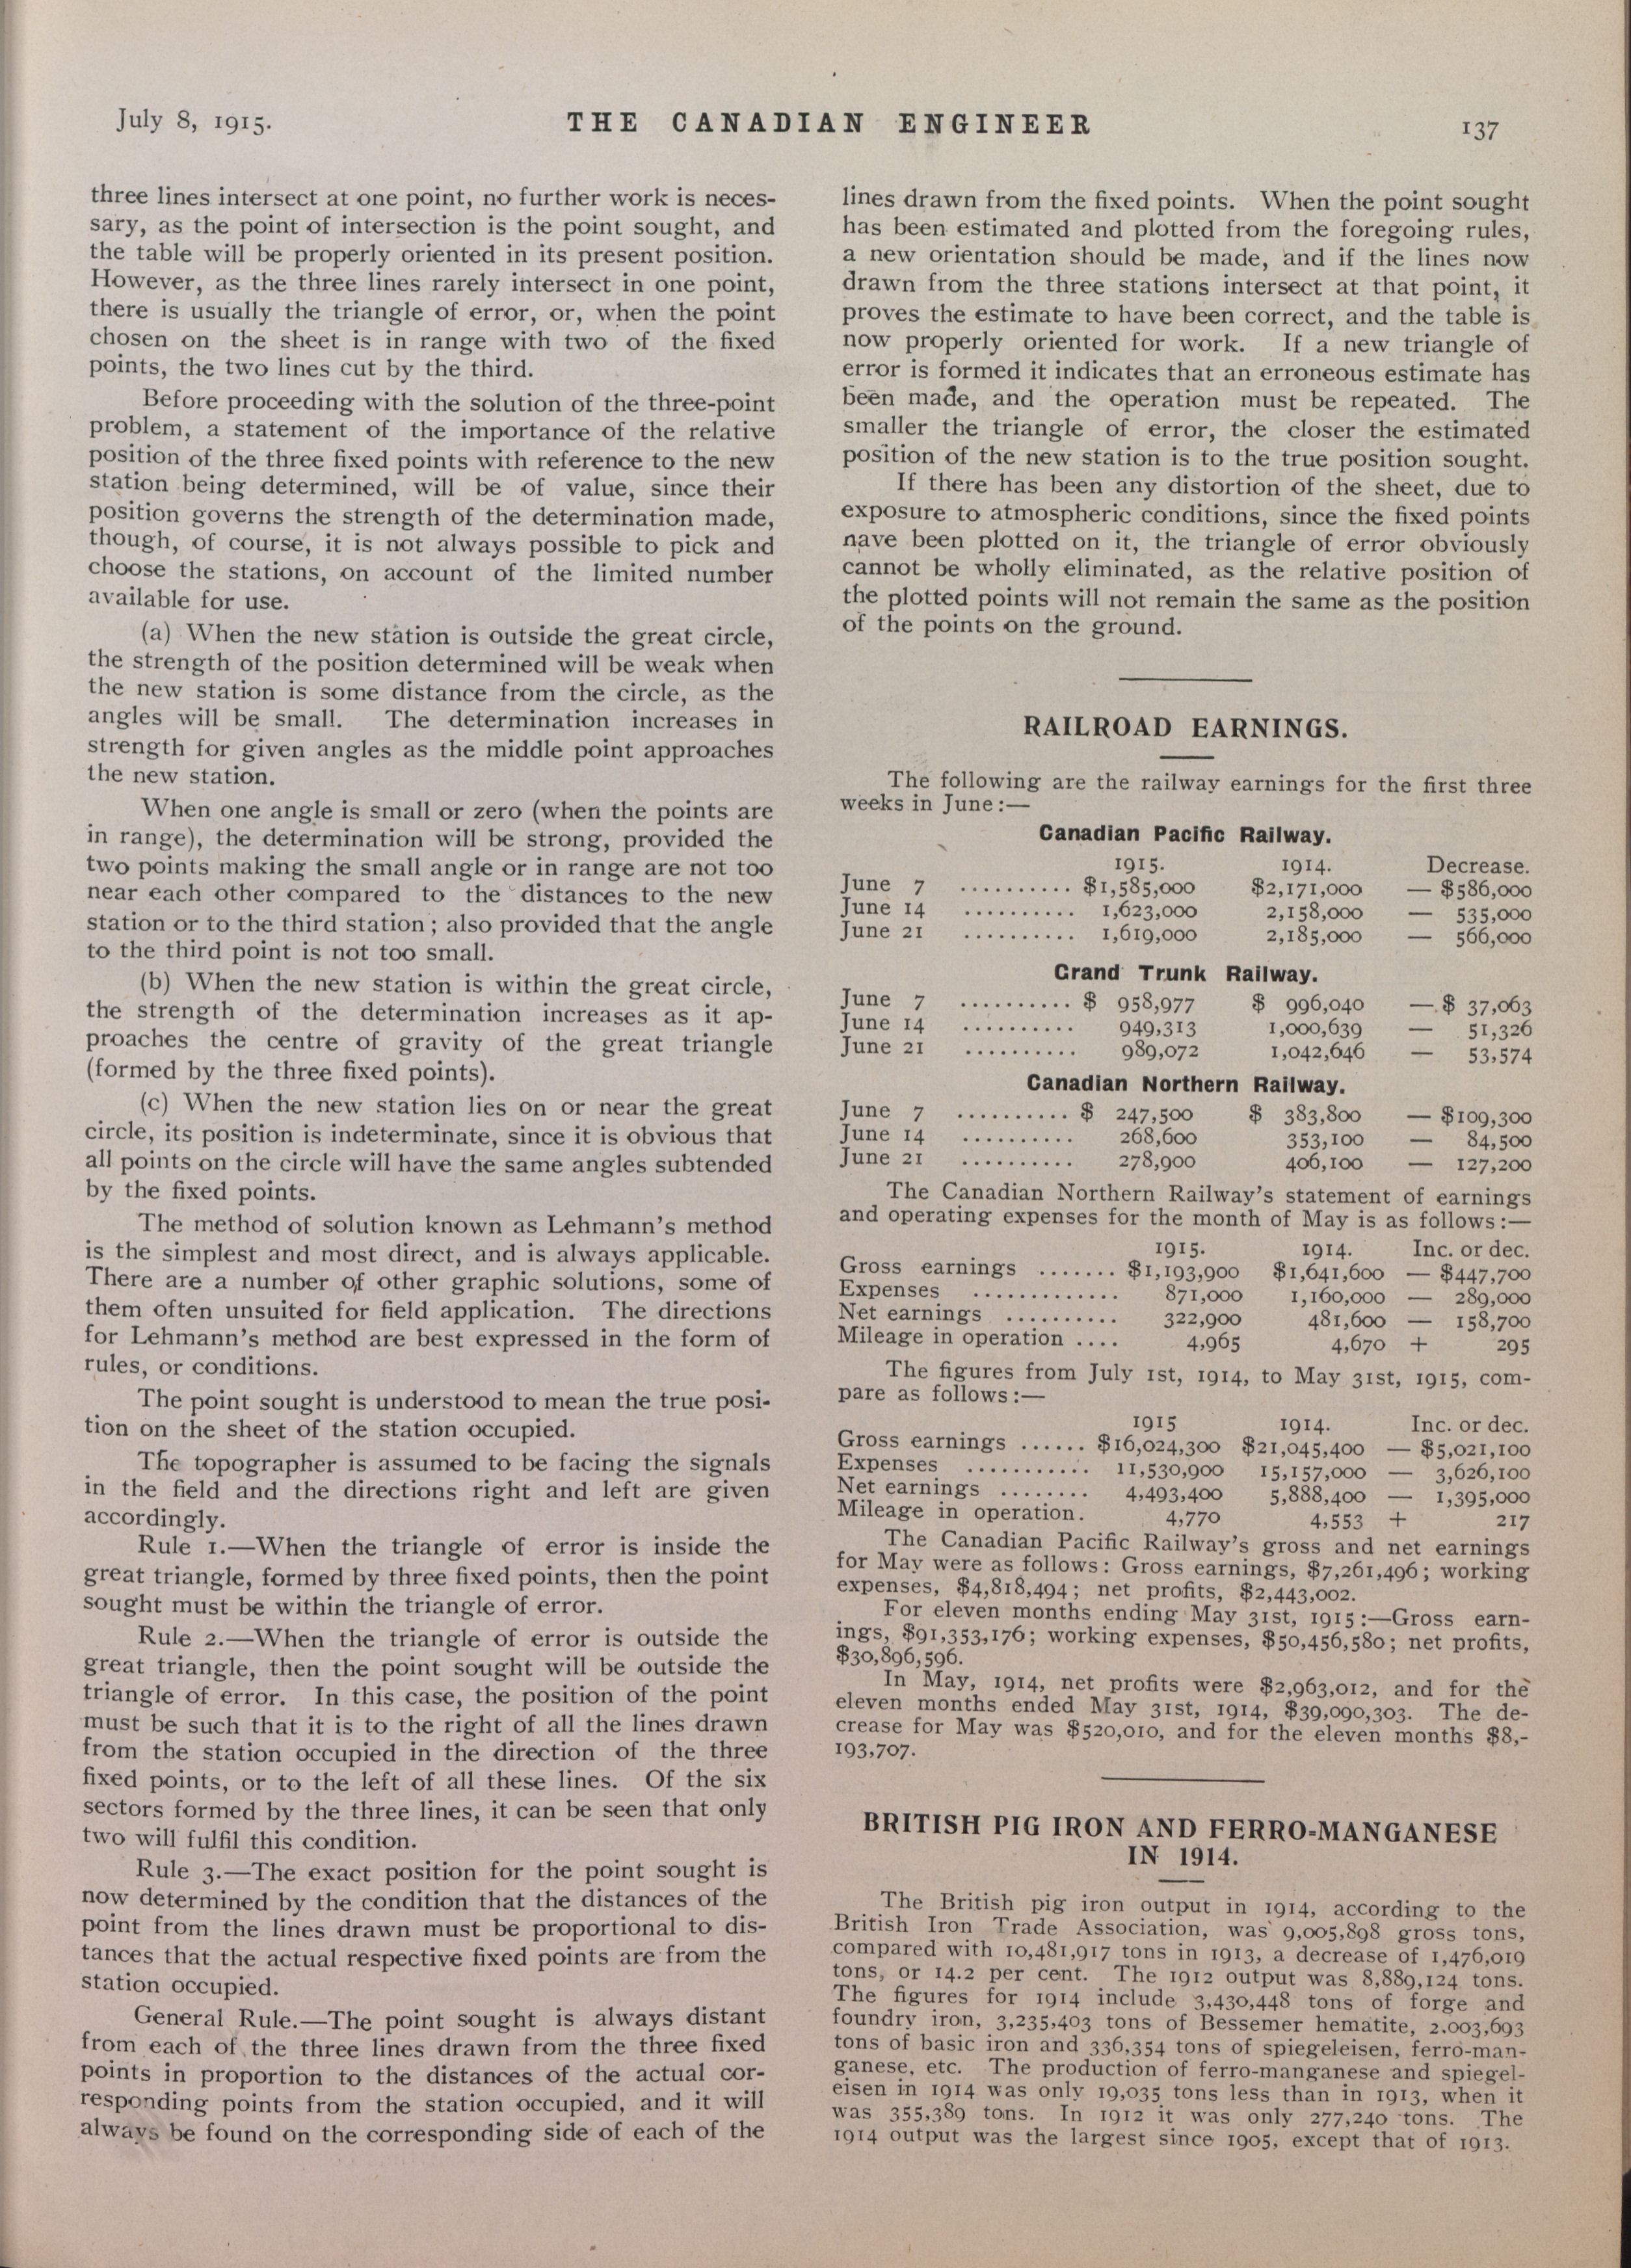 July 8, 1915.
THE CANADIAN ENGINEER
137
three lines intersect at one point, no further work is neces-
sary, as the point of intersection is the point sought, and
the table will be properly oriented in its present position.
However, as the three lines rarely intersect in one point,
there is usually the triangle of error, or, when the point
chosen on the sheet is in range with two of the fixed
points, the two lines cut by the third.
Before proceeding with the solution of the three-point
problem, a statement of the importance of the relative
position of the three fixed points with reference to the new
station being determined, will be of value, since their
position governs the strength of the determination made,
though, of course, it is not always possible to pick and
choose the stations, on account of the limited number
available for use.
(a) When the new station is outside the great circle,
the strength of the position determined will be weak when
the new station is some distance from the circle, as the
angles will be small. The determination increases in
strength for given angles as the middle point approaches
the new station.
When one angle is small or zero (when the points are
in range), the determination will be strong, provided the
two points making the small angle or in range are not too
near each other compared to the distances to the new
station or to the third station; also provided that the angle
to the third point is not too small.
(b) When the new station is within the great circle,
the strength of the determination increases as it ap-
proaches the centre of gravity of the great triangle
(formed by the three fixed points).
(c) When the new station lies on or near the great
circle, its position is indeterminate, since it is obvious that
all points on the circle will have the same angles subtended
by the fixed points.
The method of solution known as Lehmann's method
is the simplest and most direct, and is always applicable.
There are a number of other graphic solutions, some of
them often unsuited for field application. The directions
for Lehmann's method are best expressed in the form of
rules, or conditions.
The point sought is understood to mean the true posi-
tion on the sheet of the station occupied.
The topographer is assumed to be facing the signals
in the field and the directions right and left are given
accordingly.
Rule 1.—When the triangle of error is inside the
great triangle, formed by three fixed points, then the point
sought must be within the triangle of error.
Rule 2.—When the triangle of error is outside the
great triangle, then the point sought will be outside the
triangle of error. In this case, the position of the point
must be such that it is to the right of all the lines drawn
from the station occupied in the direction of the three
fixed points, or to the left of all these lines. Of the six
sectors formed by the three lines, it can be seen that only
two will fulfil this condition.
Rule 3.—The exact position for the point sought is
now determined by the condition that the distances of the
point from the lines drawn must be proportional to dis-
tances that the actual respective fixed points are from the
station occupied.
General Rule.—The point sought is always distant
from each of the three lines drawn from the three fixed
points in proportion to the distances of the actual cor-
responding points from the station occupied, and it will
always be found on the corresponding side of each of the
lines drawn from the fixed points. When the point sought
has been estimated and plotted from the foregoing rules,
a new orientation should be made, and if the lines now
drawn from the three stations intersect at that point, it
proves the estimate to have been correct, and the table is
now properly oriented for work. If a new triangle of
error is formed it indicates that an erroneous estimate has
been made, and the operation must be repeated. The
smaller the triangle of error, the closer the estimated
position of the new station is to the true position sought.
If there has been any distortion of the sheet, due to
exposure to atmospheric conditions, since the fixed points
have been plotted on it, the triangle of error obviously
cannot be wholly eliminated, as the relative position of
the plotted points will not remain the same as the position
of the points on the ground.
RAILROAD EARNINGS.
The following are the railway earnings for the first three
weeks in June:—
Canadian Pacific Railway.
1915. 1914. Decrease.
June 7 .......... $1,585,000 $2,171,000 — $586,000
June 14 .......... 1,623,000 2,158,000 — 535,000
June 21 .......... 1,619,000 2,185,000 — 566,000
Grand Trunk Railway.
June 7 .......... $ 958,977 $ 996,040 — $ 37,063
June 14 .......... 949,313 1,000,639 — 51,326
June 21 .......... 989,072 1,042,646 — 53,574
Canadian Northern Railway.
June 7 .......... $ 247,500 $ 383,800 — $109,300
June 14 .......... 268,600 353,100 — 84,500
June 21 .......... 278,900 406,100 — 127,200
The Canadian Northern Railway's statement of earnings
and operating expenses for the month of May is as follows:—
1915. 1914. Inc. or dec.
Gross earnings ....... $1,193,900 $1,641,600 — $447,700
Expenses ............. 871,000 1,160,000 — 289,000
Net earnings .......... 322,900 481,600 — 158,700
Mileage in operation .... 4,965 4,670 + 295
The figures from July 1st, 1914, to May 31st, 1915, com-
pare as follows:—
1915 1914. Inc. or dec.
Gross earnings ...... $16,024,300 $21,045,400 — $5,021,100
Expenses ........... 11,530,900 15,157,000 — 3,626,100
Net earnings ........ 4,493,400 5,888,400 — 1,395,000
Mileage in operation. 4,770 4,553 + 217
The Canadian Pacific Railway's gross and net earnings
for May were as follows: Gross earnings, $7,261,496; working
expenses, $4,818,494; net profits, $2,443,002.
For eleven months ending May 31st, 1915:—Gross earn-
ings, $91,353,176; working expenses, $50,456,580; net profits,
$30,896,596.
In May, 1914, net profits were $2,963,012, and for the
eleven months ended May 31st, 1914, $39,090,303. The de-
crease for May was $520,010, and for the eleven months $8,-
193,707.
BRITISH PIG IRON AND FERRO-MANGANESE
IN 1914.
The British pig iron output in 1914, according to the
British Iron Trade Association, was 9,005,898 gross tons,
compared with 10,481,917 tons in 1913, a decrease of 1,476,019
tons, or 14.2 per cent. The 1912 output was 8,889,124 tons.
The figures for 1914 include 3,430,448 tons of forge and
foundry iron, 3,235,403 tons of Bessemer hematite, 2.003,693
tons of basic iron and 336,354 tons of spiegeleisen, ferro-man-
ganese, etc. The production of ferro-manganese and spiegel-
eisen in 1914 was only 19,035 tons less than in 1913, when it
was 355,389 tons. In 1912 it was only 277,240 tons. The
1914 output was the largest since 1905, except that of 1913.